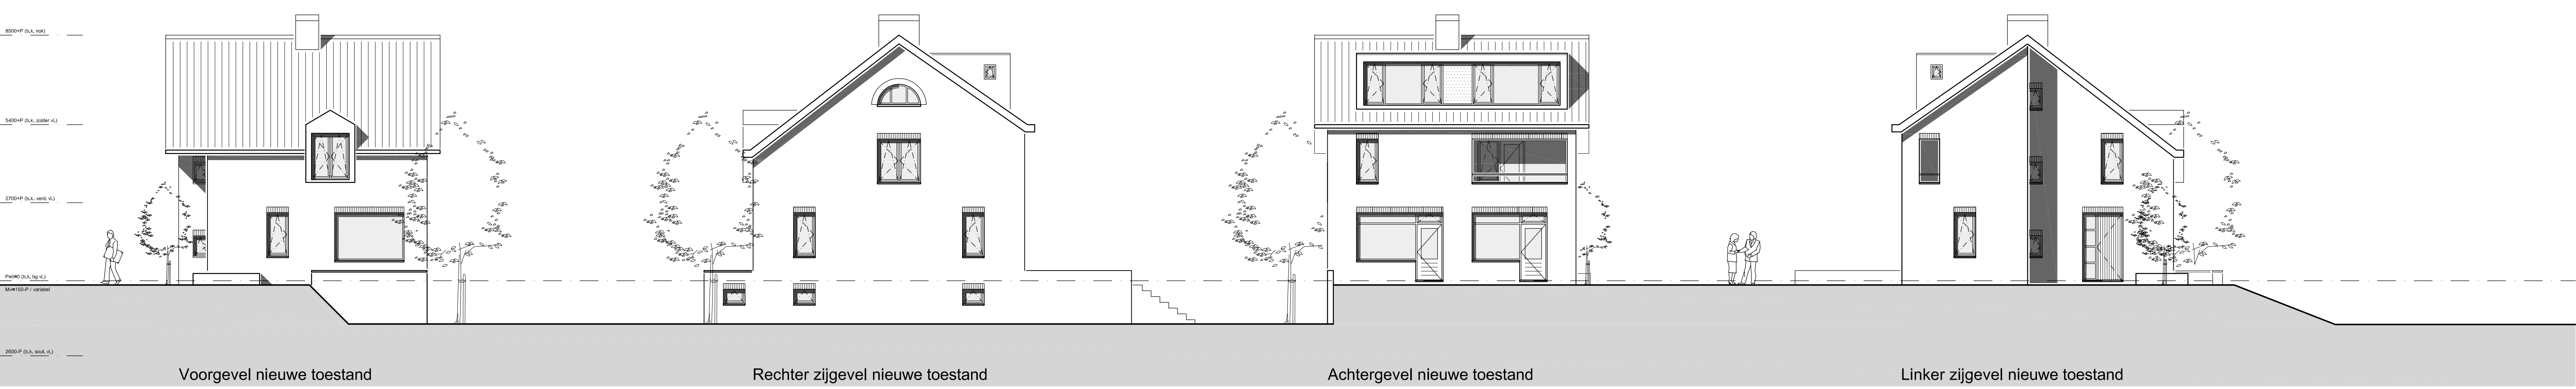 8500+P (b.k. nok)
5400+P (b.k. zolder vl.)
2700+P (b.k. verd. vl.)
Peil=0 (b.k. bg vl.)
Mv=150-P / variabel
2600-P (b.k. sout. vl.)
Voorgevel nieuwe toestand
Rechter zijgevel nieuwe toestand
Achtergevel nieuwe toestand
Linker zijgevel nieuwe toestand